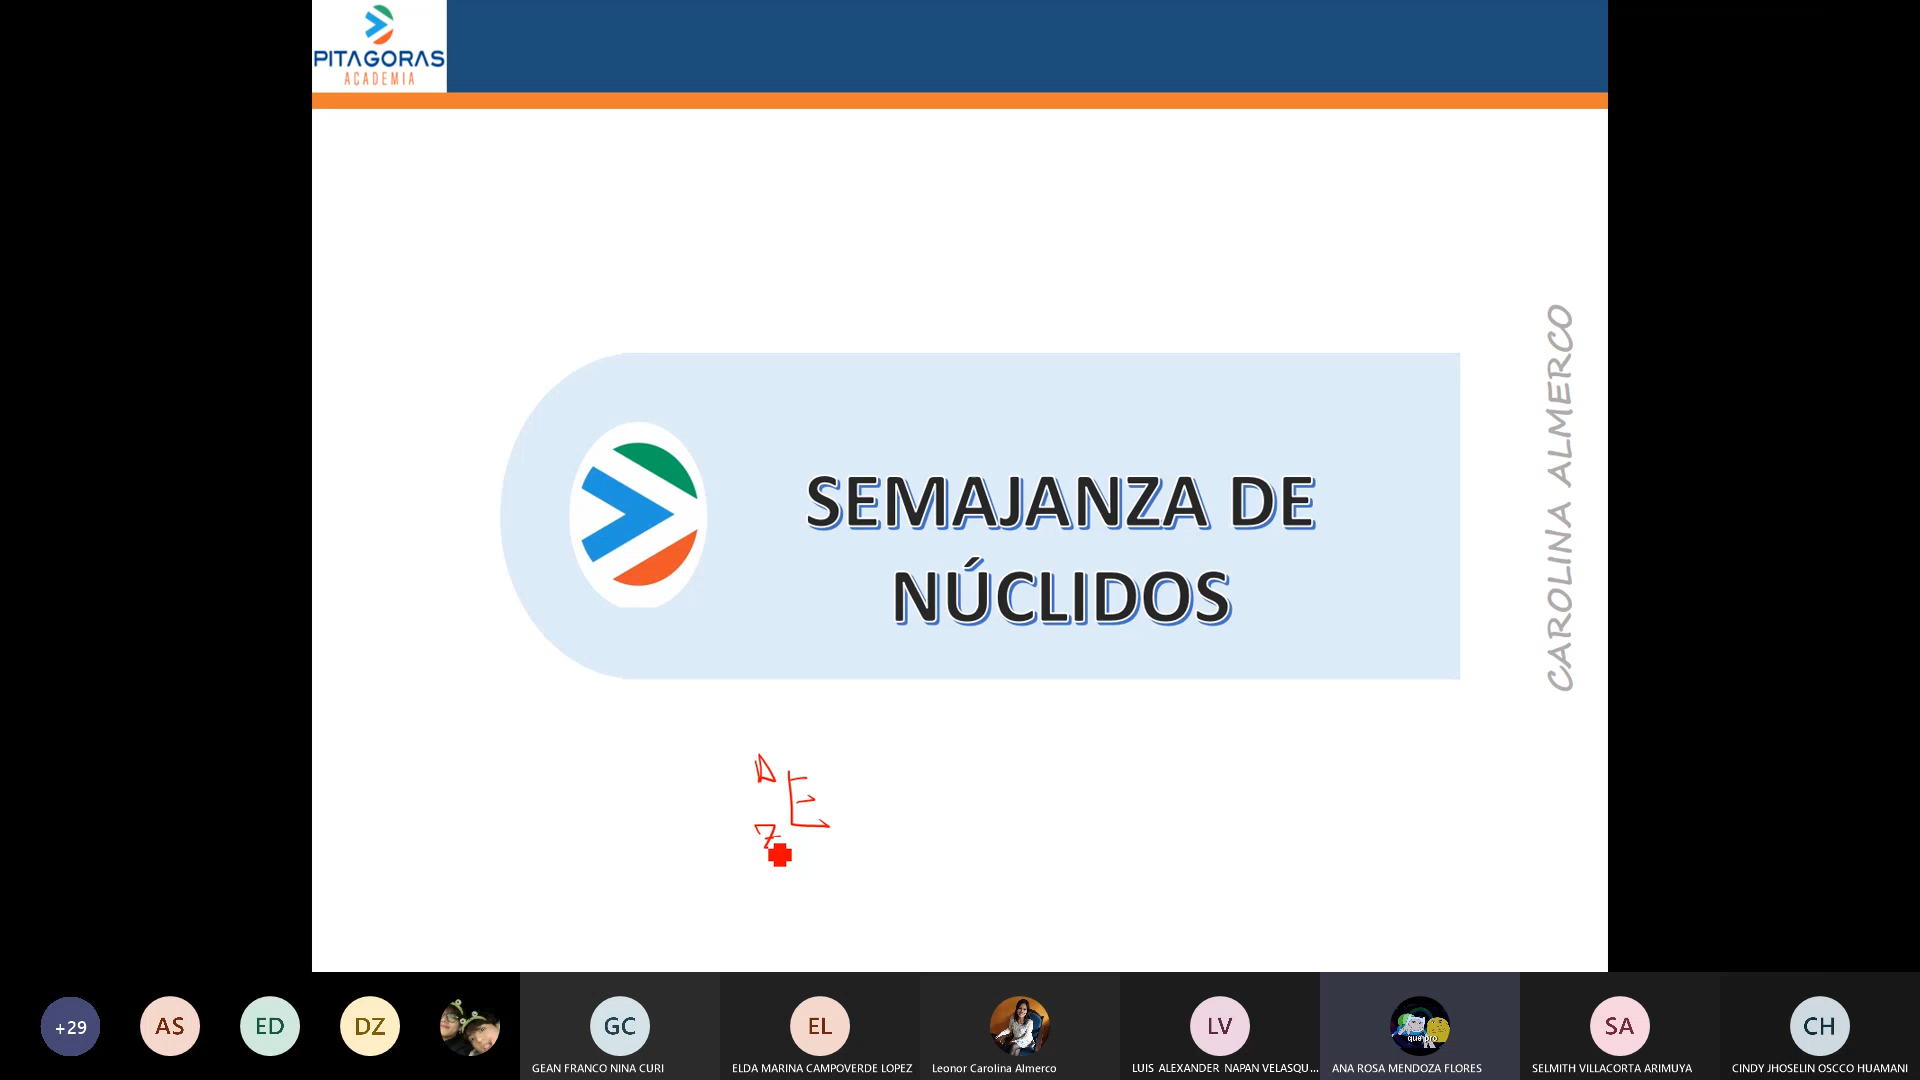 PITAGORAS
ACADEMIA
SEMAJANZA DE
NÚCLIDOS
CAROLINA ALMERCO
A
E
Z
+29
AS
ED
DZ
GC
GEAN FRANCO NINA CURI
EL
ELDA MARINA CAMPOVERDE LOPEZ
Leonor Carolina Almerco
LV
LUIS ALEXANDER NAPAN VELASQU...
que pro
ANA ROSA MENDOZA FLORES
SA
SELMITH VILLACORTA ARIMUYA
CH
CINDY JHOSELIN OSCCO HUAMANI